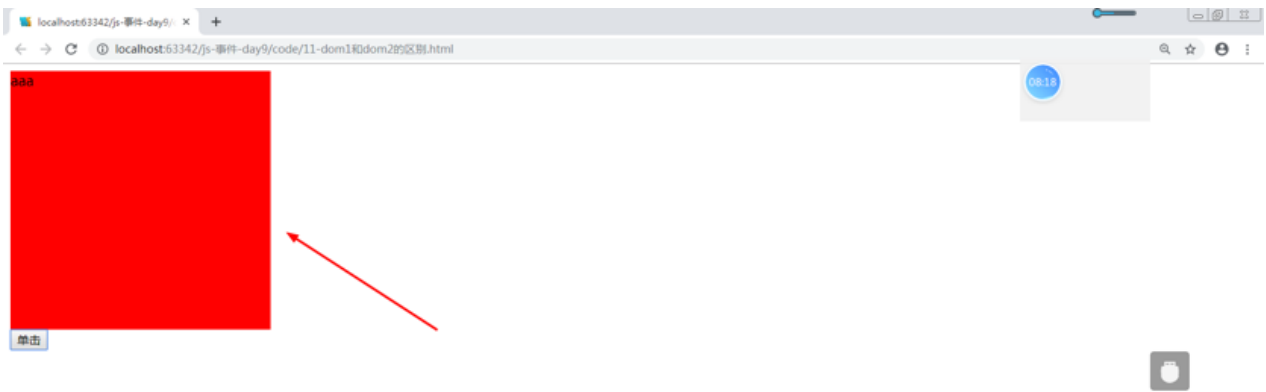 localhost:63342/js-事件-day9/
localhost:63342/js-事件-day9/code/11-dom1和dom2的区别.html
aaa
08:18
单击